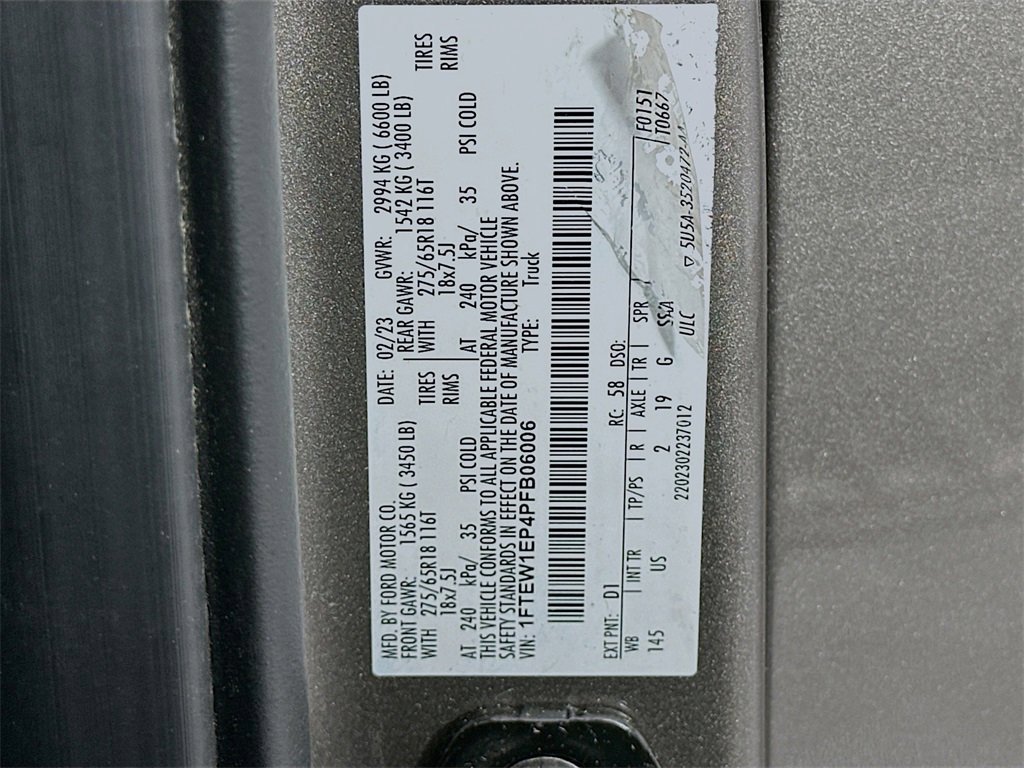 MFD. BY FORD MOTOR CO. DATE: 02/23 GVWR: 2994 KG ( 6600 LB)
FRONT GAWR: 1565 KG ( 3450 LB) REAR GAWR: 1542 KG ( 3400 LB)
WITH 275/65R18 116T TIRES WITH 275/65R18 116T TIRES
18x7.5J RIMS 18x7.5J RIMS
AT 240 kPa/ 35 PSI COLD AT 240 kPa/ 35 PSI COLD
THIS VEHICLE CONFORMS TO ALL APPLICABLE FEDERAL MOTOR VEHICLE
SAFETY STANDARDS IN EFFECT ON THE DATE OF MANUFACTURE SHOWN ABOVE.
VIN: 1FTEW1EP4PFB06006 TYPE: Truck
EXT PNT: D1 RC: 58 DSO: F0151
WB INT TR TP/PS R AXLE TR SPR T0667
145 US 2 19 G S%A
2202302237012 ULC 5U5A-3520472-